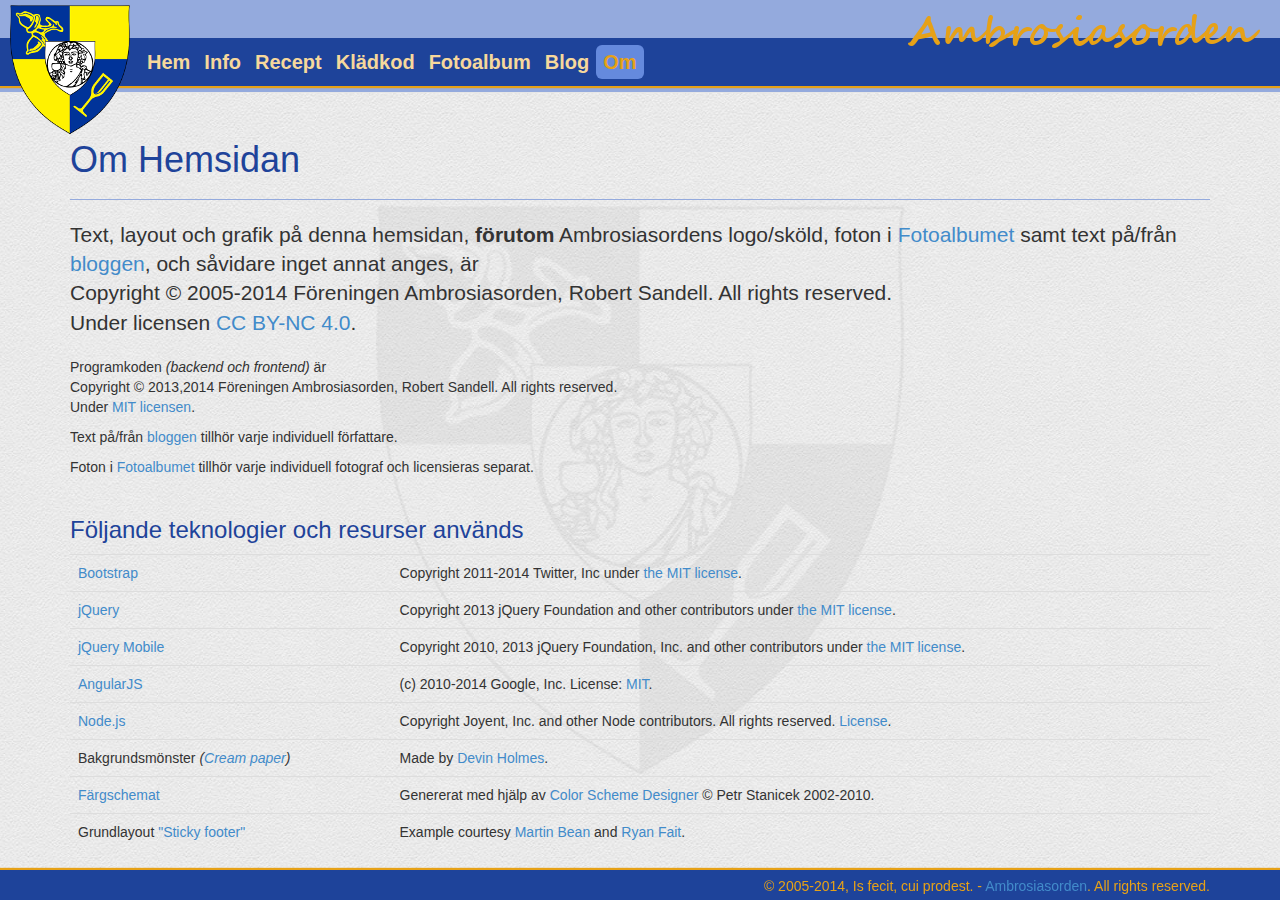 Ambrosiasorden
Hem Info Recept Klädkod Fotoalbum Blog Om
Om Hemsidan
Text, layout och grafik på denna hemsidan, förutom Ambrosiasordens logo/sköld, foton i Fotoalbumet samt text på/från
bloggen, och såvidare inget annat anges, är
Copyright © 2005-2014 Föreningen Ambrosiasorden, Robert Sandell. All rights reserved.
Under licensen CC BY-NC 4.0.
Programkoden (backend och frontend) är
Copyright © 2013,2014 Föreningen Ambrosiasorden, Robert Sandell. All rights reserved.
Under MIT licensen.
Text på/från bloggen tillhör varje individuell författare.
Foton i Fotoalbumet tillhör varje individuell fotograf och licensieras separat.
Följande teknologier och resurser används
Bootstrap Copyright 2011-2014 Twitter, Inc under the MIT license.
jQuery Copyright 2013 jQuery Foundation and other contributors under the MIT license.
jQuery Mobile Copyright 2010, 2013 jQuery Foundation, Inc. and other contributors under the MIT license.
AngularJS (c) 2010-2014 Google, Inc. License: MIT.
Node.js Copyright Joyent, Inc. and other Node contributors. All rights reserved. License.
Bakgrundsmönster (Cream paper) Made by Devin Holmes.
Färgschemat Genererat med hjälp av Color Scheme Designer © Petr Stanicek 2002-2010.
Grundlayout "Sticky footer" Example courtesy Martin Bean and Ryan Fait.
© 2005-2014, Is fecit, cui prodest. - Ambrosiasorden. All rights reserved.